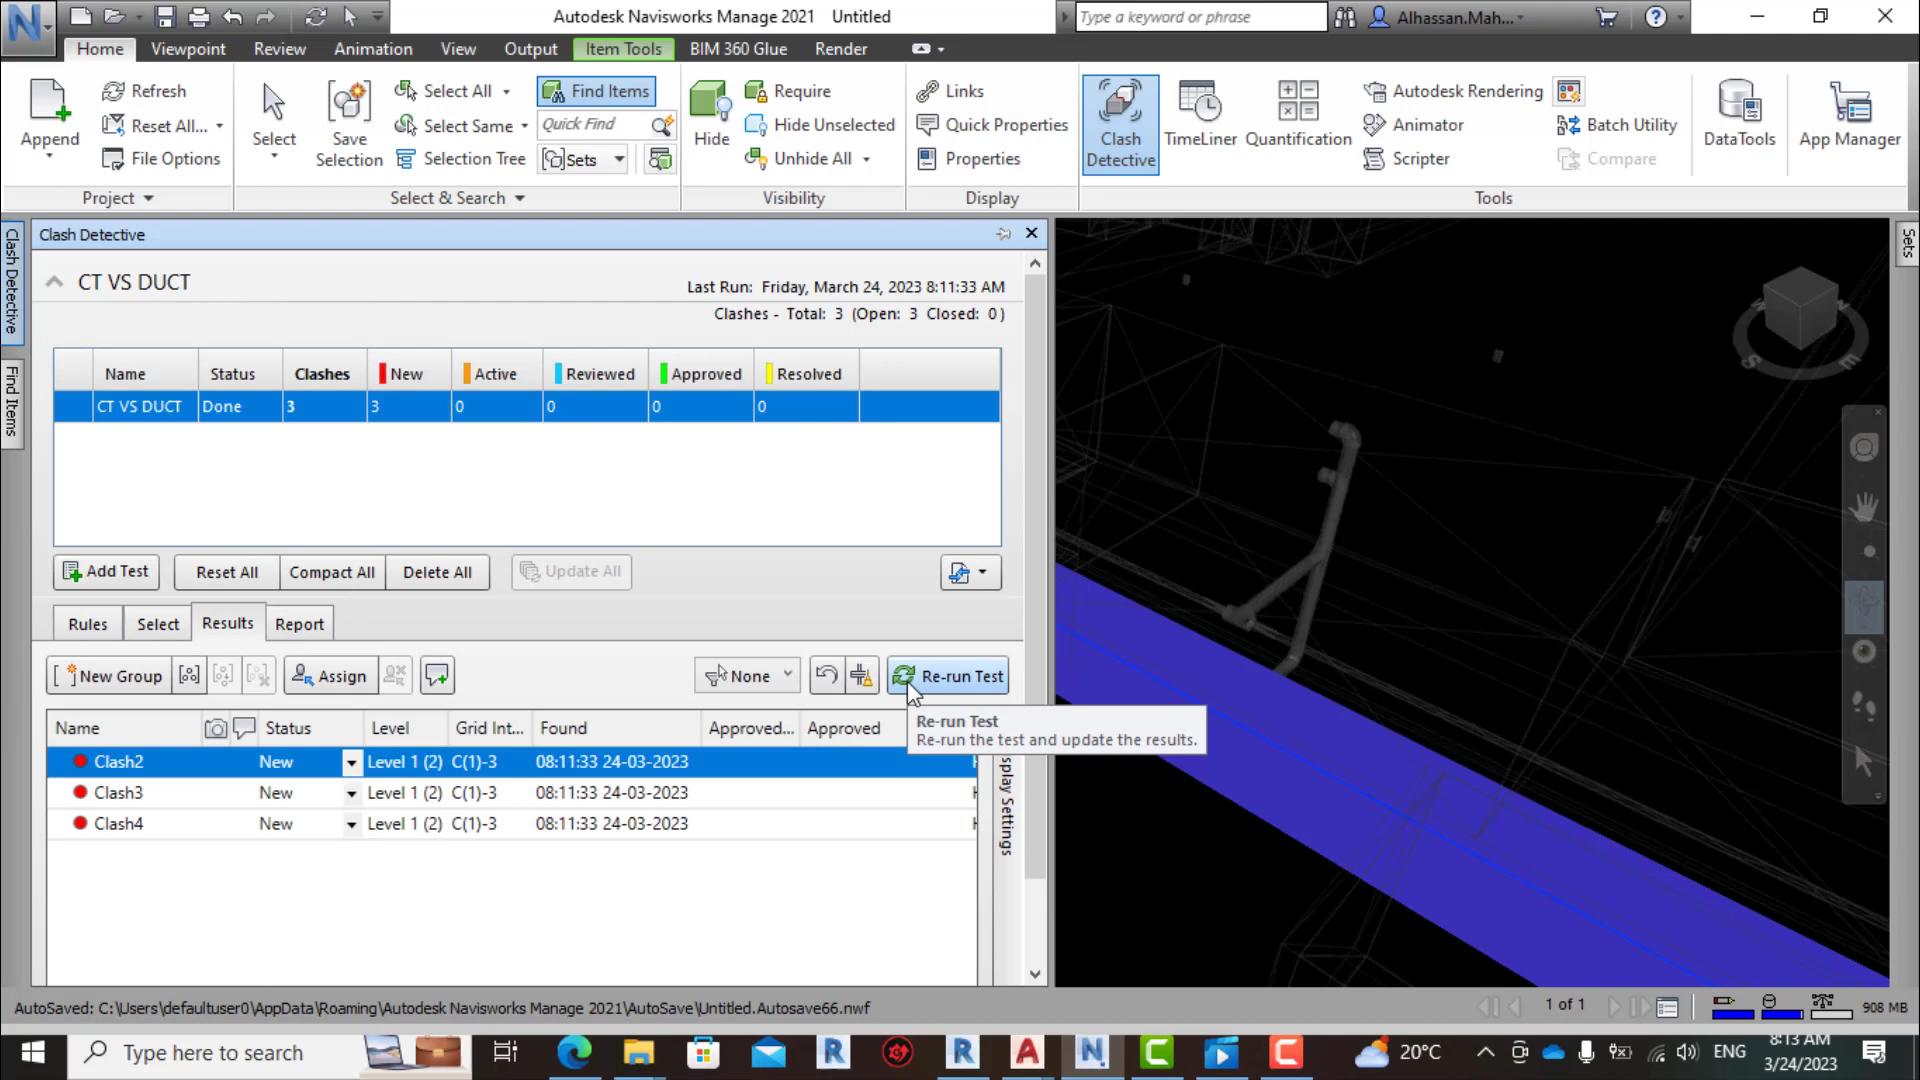 Autodesk Navisworks Manage 2021 Untitled
Type a keyword or phrase
Alhassan.Mah...
Home Viewpoint Review Animation View Output Item Tools BIM 360 Glue Render
Append
Refresh
Reset All...
File Options
Project
Select
Save Selection
Select All
Select Same
Selection Tree
Find Items
Quick Find
Sets
Select & Search
Hide
Require
Hide Unselected
Unhide All
Visibility
Links
Quick Properties
Properties
Display
Clash Detective
TimeLiner
Quantification
Autodesk Rendering
Animator
Scripter
Batch Utility
Compare
DataTools
App Manager
Tools
Clash Detective
Find Items
Sets
Clash Detective
CT VS DUCT
Last Run: Friday, March 24, 2023 8:11:33 AM
Clashes - Total: 3 (Open: 3 Closed: 0)
Name Status Clashes New Active Reviewed Approved Resolved
CT VS DUCT Done 3 3 0 0 0 0
Add Test Reset All Compact All Delete All Update All
Rules Select Results Report
New Group Assign None Re-run Test
Re-run Test
Re-run the test and update the results.
Name Status Level Grid Int... Found Approved... Approved
Clash2 New Level 1 (2) C(1)-3 08:11:33 24-03-2023
Clash3 New Level 1 (2) C(1)-3 08:11:33 24-03-2023
Clash4 New Level 1 (2) C(1)-3 08:11:33 24-03-2023
splay Settings
N
E
S
W
AutoSaved: C:\Users\defaultuser0\AppData\Roaming\Autodesk Navisworks Manage 2021\AutoSave\Untitled.Autosave66.nwf
1 of 1
908 MB
Type here to search
20°C
ENG
8:13 AM
3/24/2023